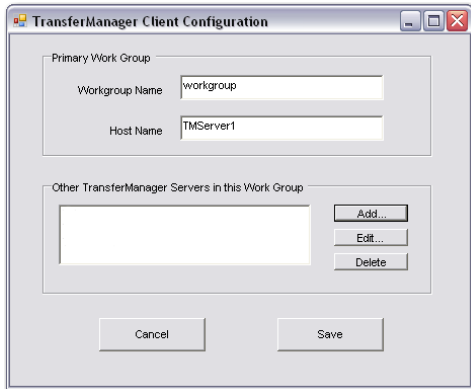 TransferManager Client Configuration
Primary Work Group
Workgroup Name
workgroup
Host Name
TMServer1
Other TransferManager Servers in this Work Group
Add...
Edit...
Delete
Cancel
Save